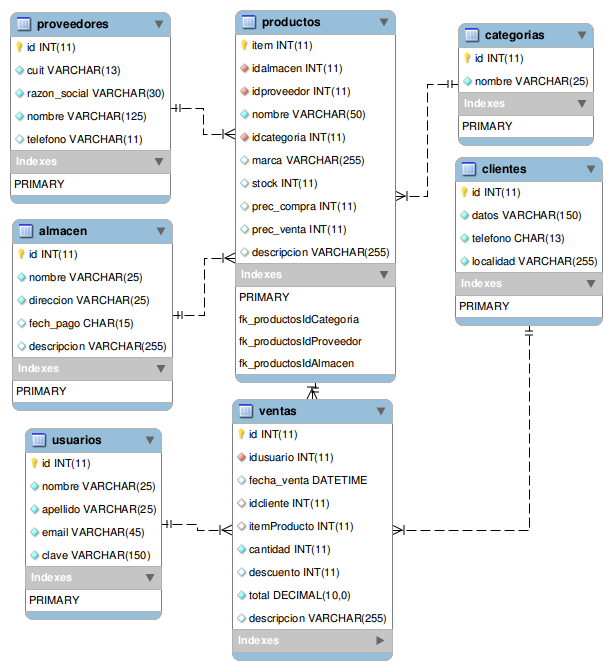 proveedores
id INT(11)
cuit VARCHAR(13)
razon_social VARCHAR(30)
nombre VARCHAR(125)
telefono VARCHAR(11)
Indexes
PRIMARY
productos
item INT(11)
idalmacen INT(11)
idproveedor INT(11)
nombre VARCHAR(50)
idcategoria INT(11)
marca VARCHAR(255)
stock INT(11)
prec_compra INT(11)
prec_venta INT(11)
descripcion VARCHAR(255)
Indexes
PRIMARY
fk_productosIdCategoria
fk_productosIdProveedor
fk_productosIdAlmacen
categorias
id INT(11)
nombre VARCHAR(25)
Indexes
PRIMARY
clientes
id INT(11)
datos VARCHAR(150)
telefono CHAR(13)
localidad VARCHAR(255)
Indexes
PRIMARY
almacen
id INT(11)
nombre VARCHAR(25)
direccion VARCHAR(25)
fech_pago CHAR(15)
descripcion VARCHAR(255)
Indexes
PRIMARY
usuarios
id INT(11)
nombre VARCHAR(25)
apellido VARCHAR(25)
email VARCHAR(45)
clave VARCHAR(150)
Indexes
PRIMARY
ventas
id INT(11)
idusuario INT(11)
fecha_venta DATETIME
idcliente INT(11)
itemProducto INT(11)
cantidad INT(11)
descuento INT(11)
total DECIMAL(10,0)
descripcion VARCHAR(255)
Indexes